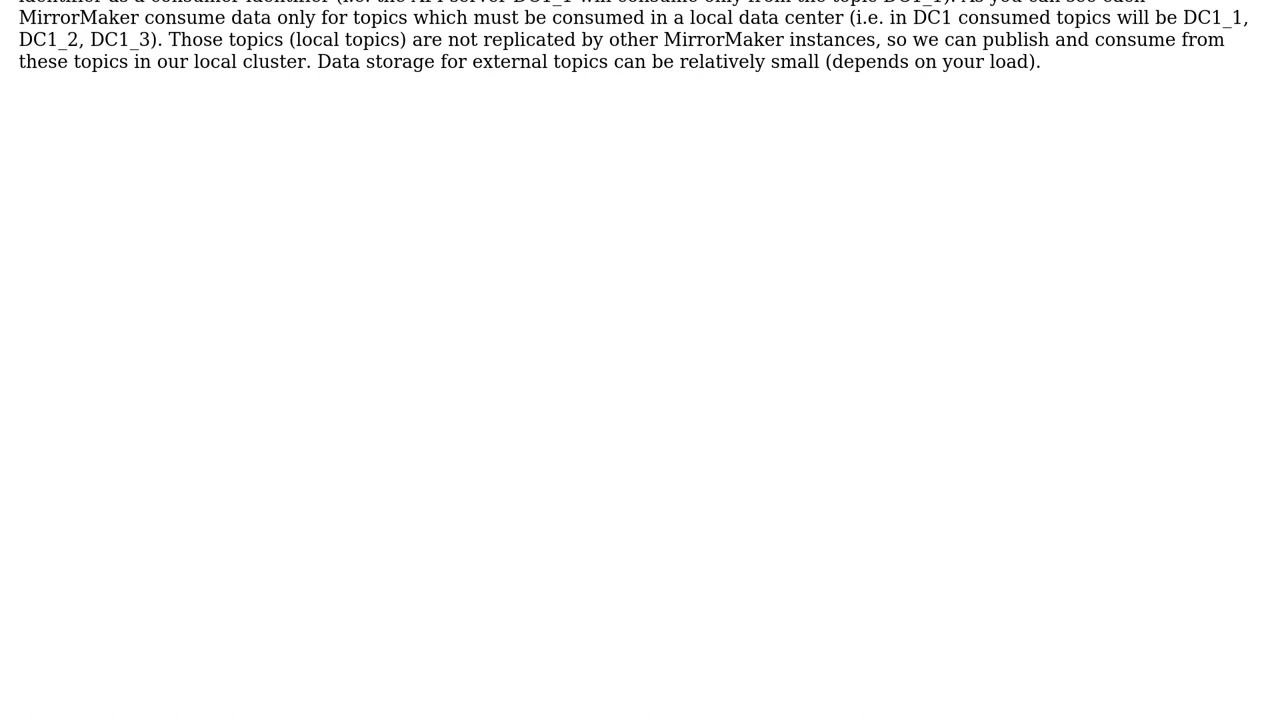 MirrorMaker consume data only for topics which must be consumed in a local data center (i.e. in DC1 consumed topics will be DC1_1,
DC1_2, DC1_3). Those topics (local topics) are not replicated by other MirrorMaker instances, so we can publish and consume from
these topics in our local cluster. Data storage for external topics can be relatively small (depends on your load).